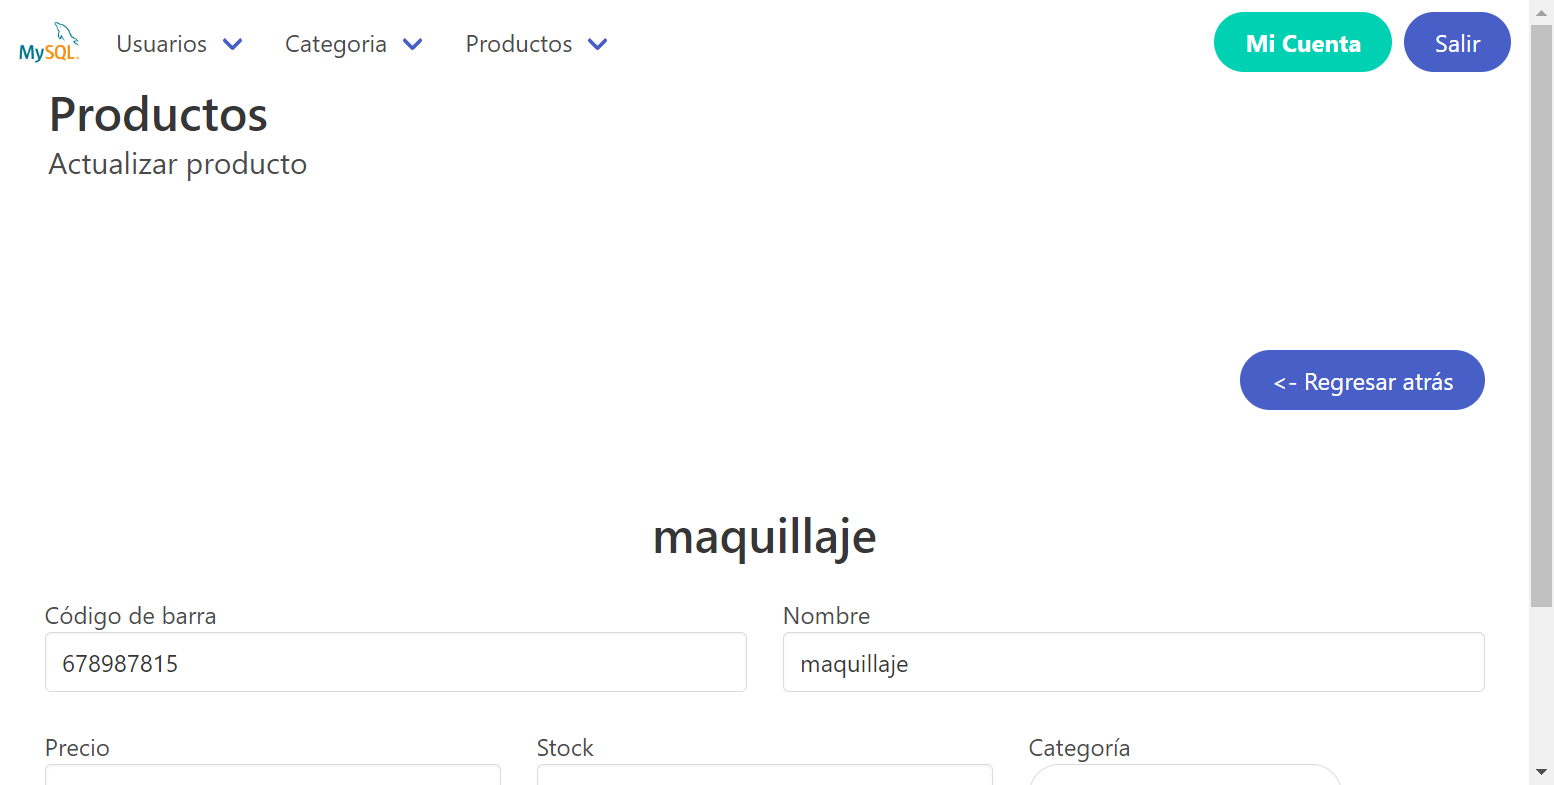 MySQL.
Usuarios Categoria Productos Mi Cuenta Salir
Productos
Actualizar producto
<- Regresar atrás
maquillaje
Código de barra Nombre
678987815 maquillaje
Precio Stock Categoría